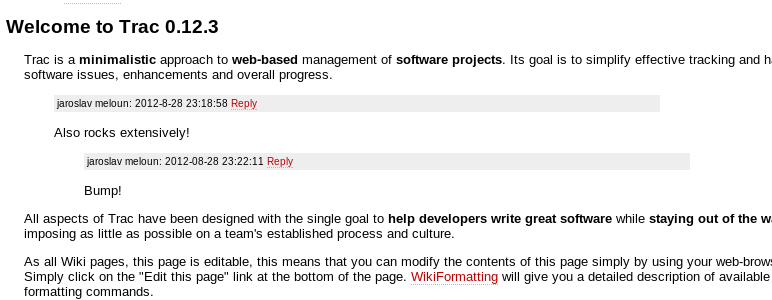 Welcome to Trac 0.12.3
Trac is a minimalistic approach to web-based management of software projects. Its goal is to simplify effective tracking and
software issues, enhancements and overall progress.
jaroslav meloun: 2012-8-28 23:18:58 Reply
Also rocks extensively!
jaroslav meloun: 2012-08-28 23:22:11 Reply
Bump!
All aspects of Trac have been designed with the single goal to help developers write great software while staying out of the
imposing as little as possible on a team's established process and culture.
As all Wiki pages, this page is editable, this means that you can modify the contents of this page simply by using your
Simply click on the "Edit this page" link at the bottom of the page. WikiFormatting will give you a detailed description of available
formatting commands.